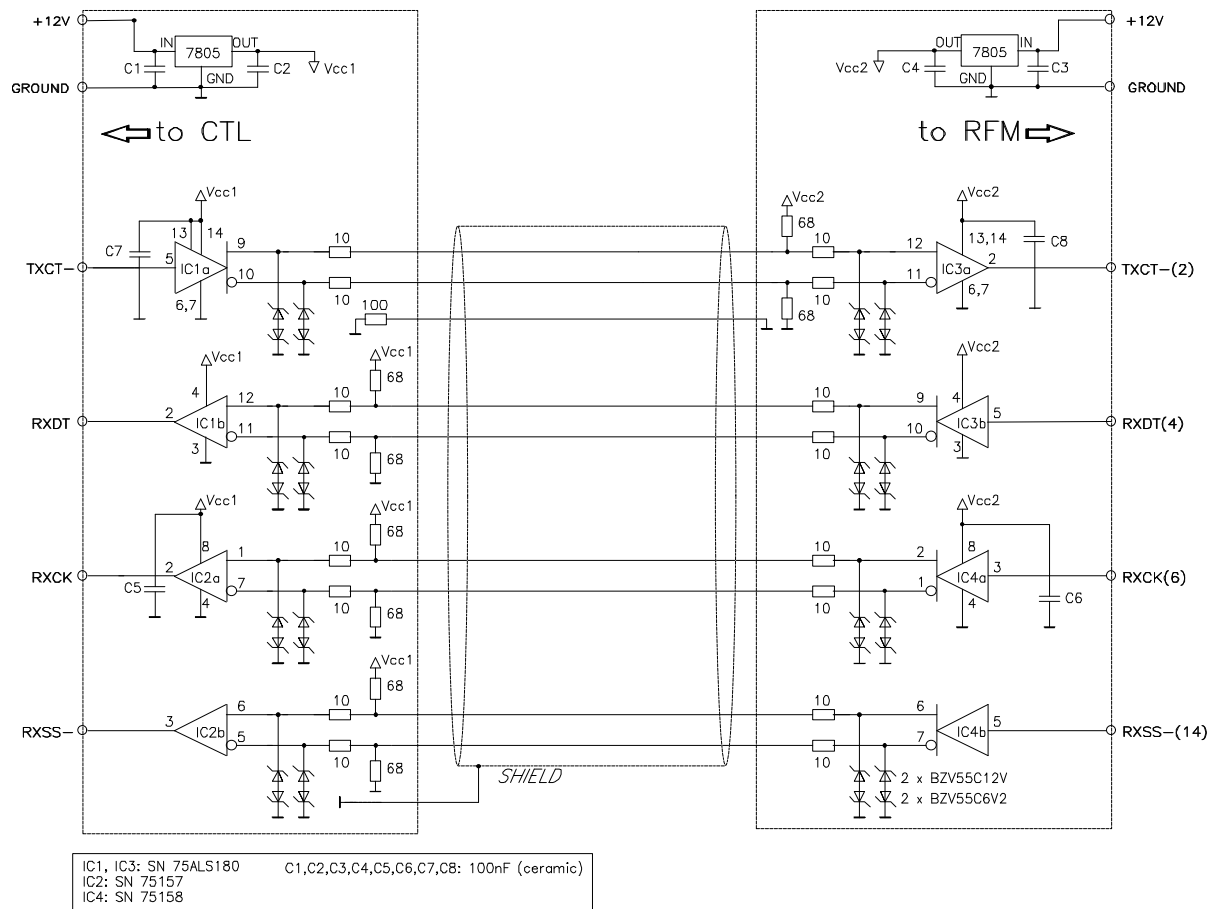 +12V
IN
7805
OUT
C1
GND
C2
Vcc1
GROUND
to CTL
OUT
7805
IN
+12V
Vcc2
C4
GND
C3
GROUND
to RFM
Vcc1
13
14
C7
9
10
TXCT-
5
IC1a
10
6,7
10
100
Vcc2
68
10
12
Vcc2
13,14
C8
11
IC3a
2
TXCT-(2)
10
6,7
68
Vcc1
4
12
10
Vcc1
68
RXDT
2
IC1b
11
3
10
68
10
9
Vcc2
4
5
IC3b
RXDT(4)
10
10
3
Vcc1
8
1
10
Vcc1
68
RXCK
2
IC2a
7
C5
4
10
68
10
2
Vcc2
8
3
IC4a
RXCK(6)
1
10
4
C6
6
10
Vcc1
68
RXSS-
3
IC2b
5
10
68
10
6
5
IC4b
RXSS-(14)
7
10
SHIELD
2 x BZV55C12V
2 x BZV55C6V2
IC1, IC3: SN 75ALS180
C1,C2,C3,C4,C5,C6,C7,C8: 100nF (ceramic)
IC2: SN 75157
IC4: SN 75158